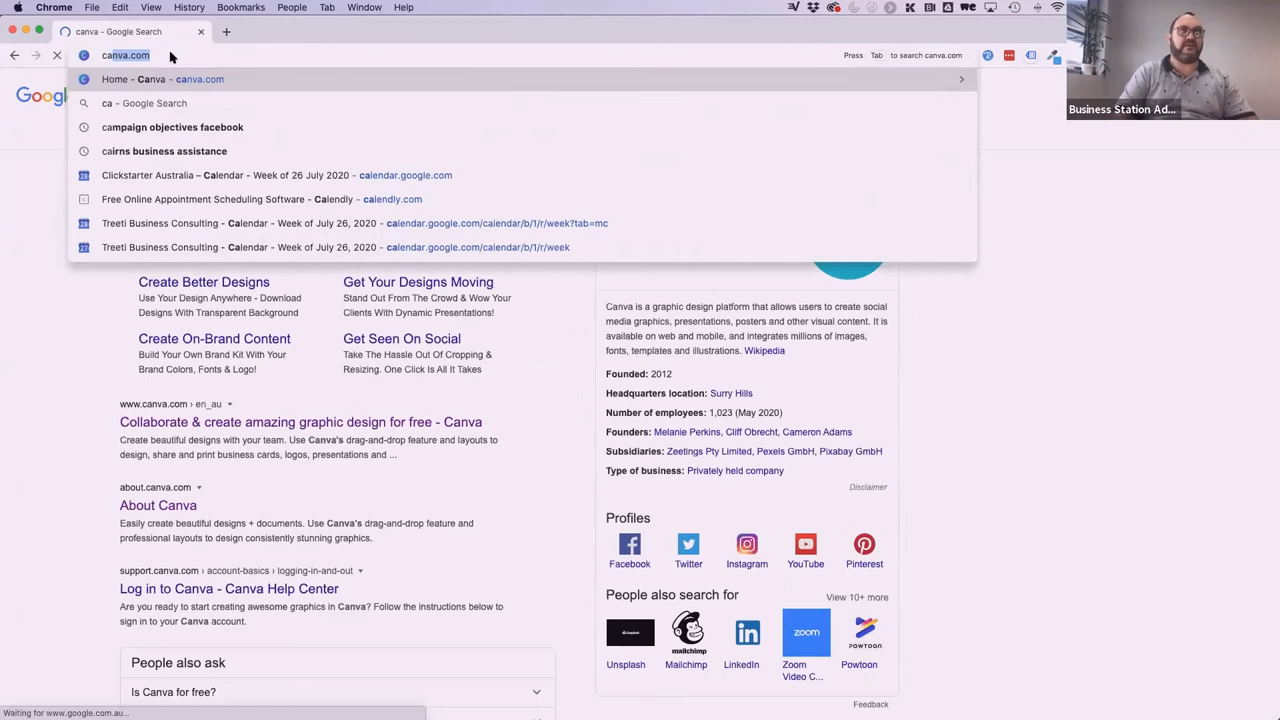 Chrome File Edit View History Bookmarks People Tab Window Help
canva - Google Search
canva.com
Press Tab to search canva.com
Home - Canva - canva.com
ca - Google Search
campaign objectives facebook
cairns business assistance
Clickstarter Australia – Calendar - Week of 26 July 2020 - calendar.google.com
Free Online Appointment Scheduling Software - Calendly - calendly.com
Treeti Business Consulting - Calendar - Week of July 26, 2020 - calendar.google.com/calendar/b/1/r/week?tab=mc
Treeti Business Consulting - Calendar - Week of July 26, 2020 - calendar.google.com/calendar/b/1/r/week
Business Station Ad...
Create Better Designs
Use Your Design Anywhere - Download
Designs With Transparent Background
Get Your Designs Moving
Stand Out From The Crowd & Wow Your
Clients With Dynamic Presentations!
Create On-Brand Content
Build Your Own Brand Kit With Your
Brand Colors, Fonts & Logo!
Get Seen On Social
Take The Hassle Out Of Cropping &
Resizing. One Click Is All It Takes
www.canva.com › en_au
Collaborate & create amazing graphic design for free - Canva
Create beautiful designs with your team. Use Canva's drag-and-drop feature and layouts to
design, share and print business cards, logos, presentations and ...
about.canva.com
About Canva
Easily create beautiful designs + documents. Use Canva's drag-and-drop feature and
professional layouts to design consistently stunning graphics.
support.canva.com › account-basics › logging-in-and-out
Log in to Canva - Canva Help Center
Are you ready to start creating awesome graphics in Canva? Follow the instructions below to
sign in to your Canva account.
People also ask
Is Canva for free?
Canva is a graphic design platform that allows users to create social
media graphics, presentations, posters and other visual content. It is
available on web and mobile, and integrates millions of images,
fonts, templates and illustrations. Wikipedia
Founded: 2012
Headquarters location: Surry Hills
Number of employees: 1,023 (May 2020)
Founders: Melanie Perkins, Cliff Obrecht, Cameron Adams
Subsidiaries: Zeetings Pty Limited, Pexels GmbH, Pixabay GmbH
Type of business: Privately held company
Disclaimer
Profiles
Facebook Twitter Instagram YouTube Pinterest
People also search for
View 10+ more
mailchimp
zoom
POWTOON
Unsplash Mailchimp LinkedIn Zoom Video C... Powtoon
Feedback
Waiting for www.google.com.au...